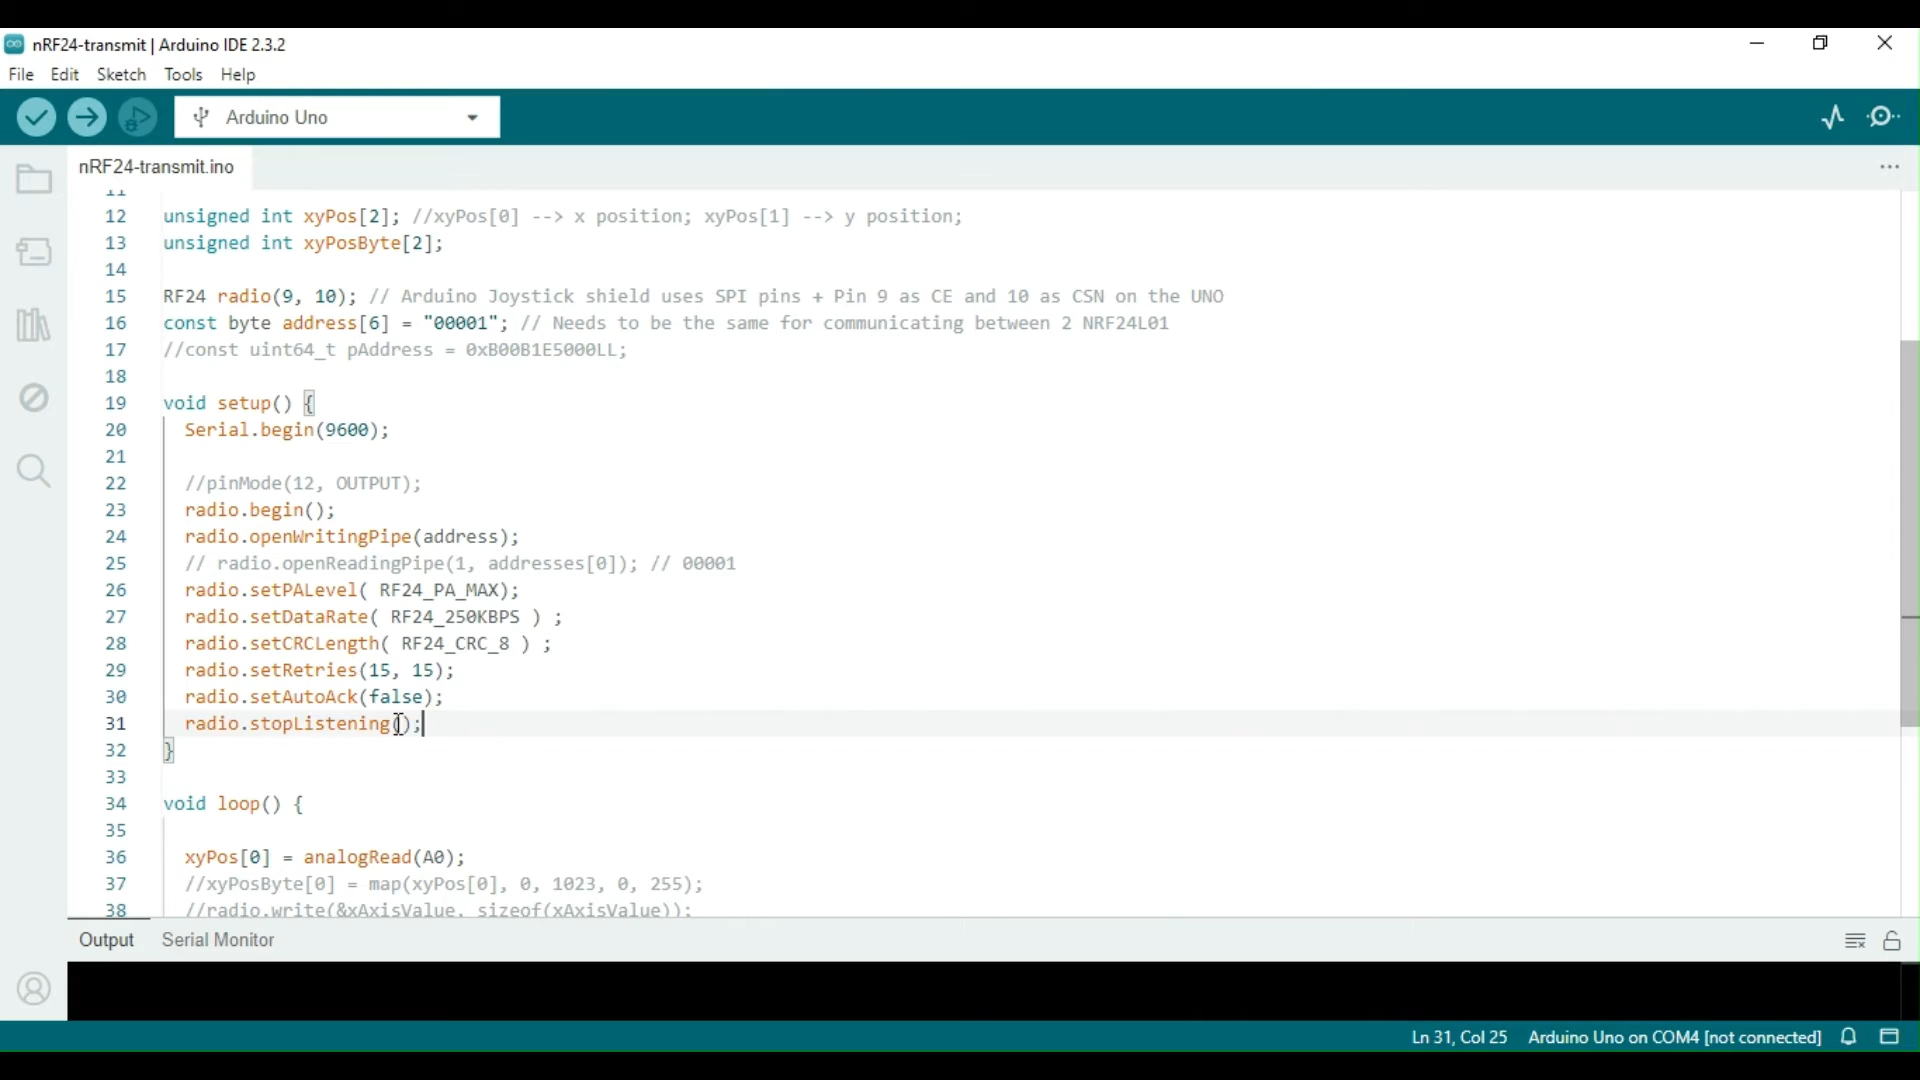 nRF24-transmit | Arduino IDE 2.3.2
File Edit Sketch Tools Help
Arduino Uno
nRF24-transmit.ino
11
12 unsigned int xyPos[2]; //xyPos[0] --> x position; xyPos[1] --> y position;
13 unsigned int xyPosByte[2];
14
15 RF24 radio(9, 10); // Arduino Joystick shield uses SPI pins + Pin 9 as CE and 10 as CSN on the UNO
16 const byte address[6] = "00001"; // Needs to be the same for communicating between 2 NRF24L01
17 //const uint64_t pAddress = 0xB00B1E5000LL;
18
19 void setup() {
20 Serial.begin(9600);
21
22 //pinMode(12, OUTPUT);
23 radio.begin();
24 radio.openWritingPipe(address);
25 // radio.openReadingPipe(1, addresses[0]); // 00001
26 radio.setPALevel( RF24_PA_MAX);
27 radio.setDataRate( RF24_250KBPS ) ;
28 radio.setCRCLength( RF24_CRC_8 ) ;
29 radio.setRetries(15, 15);
30 radio.setAutoAck(false);
31 radio.stopListening();
32 }
33
34 void loop() {
35
36 xyPos[0] = analogRead(A0);
37 //xyPosByte[0] = map(xyPos[0], 0, 1023, 0, 255);
38 //radio.write(&xAxisValue, sizeof(xAxisValue));
Output Serial Monitor
Ln 31, Col 25 Arduino Uno on COM4 [not connected]